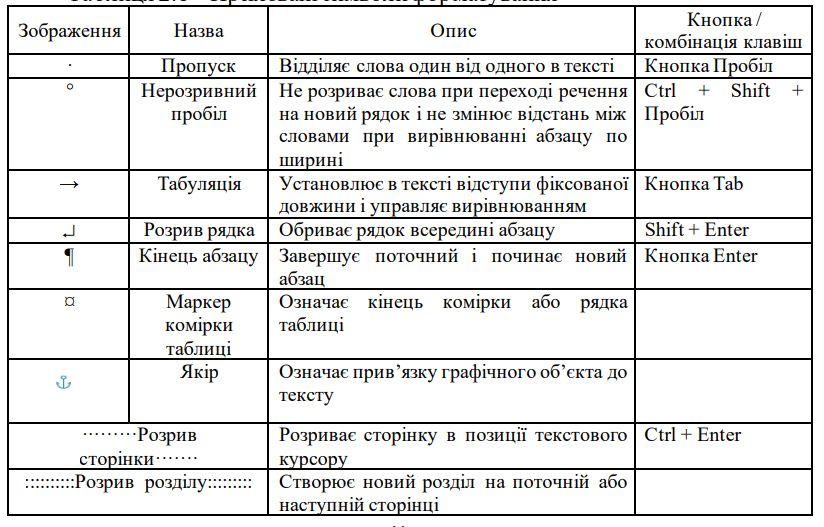 Зображення Назва Опис Кнопка /
комбінація клавіш
· Пропуск Відділяє слова один від одного в тексті Кнопка Пробіл
° Нерозривний Не розриває слова при переході речення Ctrl + Shift +
пробіл на новий рядок і не змінює відстань між Пробіл
словами при вирівнюванні абзацу по
ширині
→ Табуляція Установлює в тексті відступи фіксованої Кнопка Tab
довжини і управляє вирівнюванням
↵ Розрив рядка Обриває рядок всередині абзацу Shift + Enter
¶ Кінець абзацу Завершує поточний і починає новий Кнопка Enter
абзац
¤ Маркер Означає кінець комірки або рядка
комірки таблиці
таблиці
⚓ Якір Означає прив’язку графічного об’єкта до
тексту
·········Розрив Розриває сторінку в позиції текстового Ctrl + Enter
сторінки······· курсору
::::::::::Розрив розділу::::::::: Створює новий розділ на поточній або
наступній сторінці